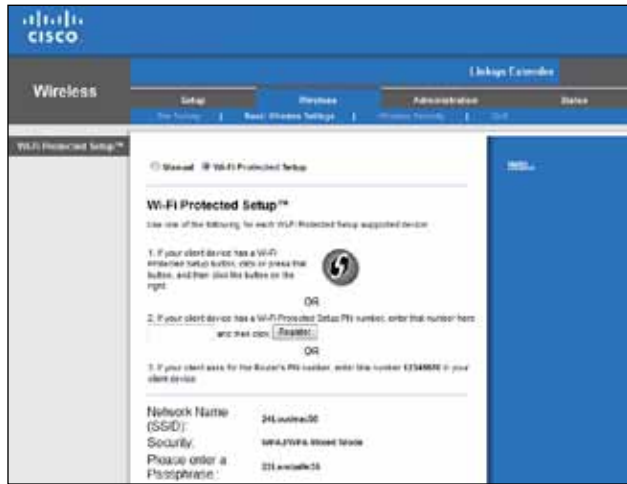 CISCO
Linksys Extender
Wireless
Setup Wireless Administration Status
Basic Wireless Settings | Wireless Security |
Wi-Fi Protected Setup™
Manual Wi-Fi Protected Setup
Wi-Fi Protected Setup™
Use one of the following for each Wi-Fi Protected Setup supported device:
1. If your client device has a Wi-Fi
Protected Setup button, click or press that
button, and then click the button on the
right.
OR
2. If your client device has a Wi-Fi Protected Setup PIN number, enter that number here
and then click Register
OR
3. If your client asks for the Router's PIN number, enter this number in your
client device.
Network Name
(SSID):
Security: Mixed Mode
Please enter a
Passphrase: